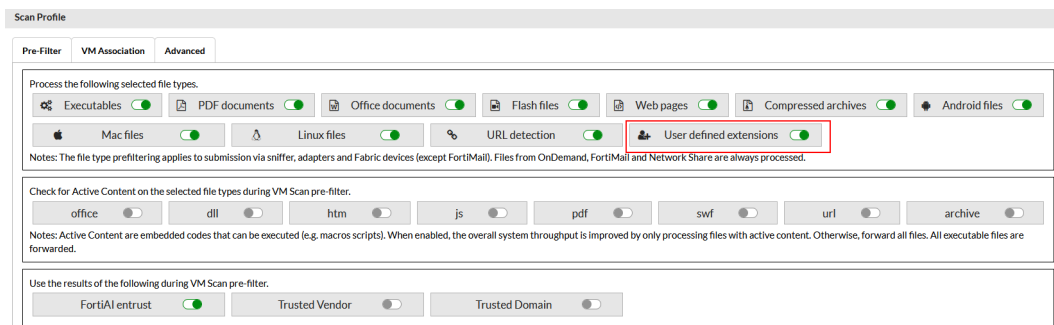 Scan Profile
Pre-Filter VM Association Advanced
Process the following selected file types.
Executables PDF documents Office documents Flash files Web pages Compressed archives Android files
Mac files Linux files URL detection User defined extensions
Notes: The file type prefiltering applies to submission via sniffer, adapters and Fabric devices (except FortiMail). Files from OnDemand, FortiMail and Network Share are always processed.
Check for Active Content on the selected file types during VM Scan pre-filter.
office dll htm js pdf swf url archive
Notes: Active Content are embedded codes that can be executed (e.g. macros scripts). When enabled, the overall system throughput is improved by only processing files with active content. Otherwise, forward all files. All executable files are
forwarded.
Use the results of the following during VM Scan pre-filter.
FortiAI entrust Trusted Vendor Trusted Domain